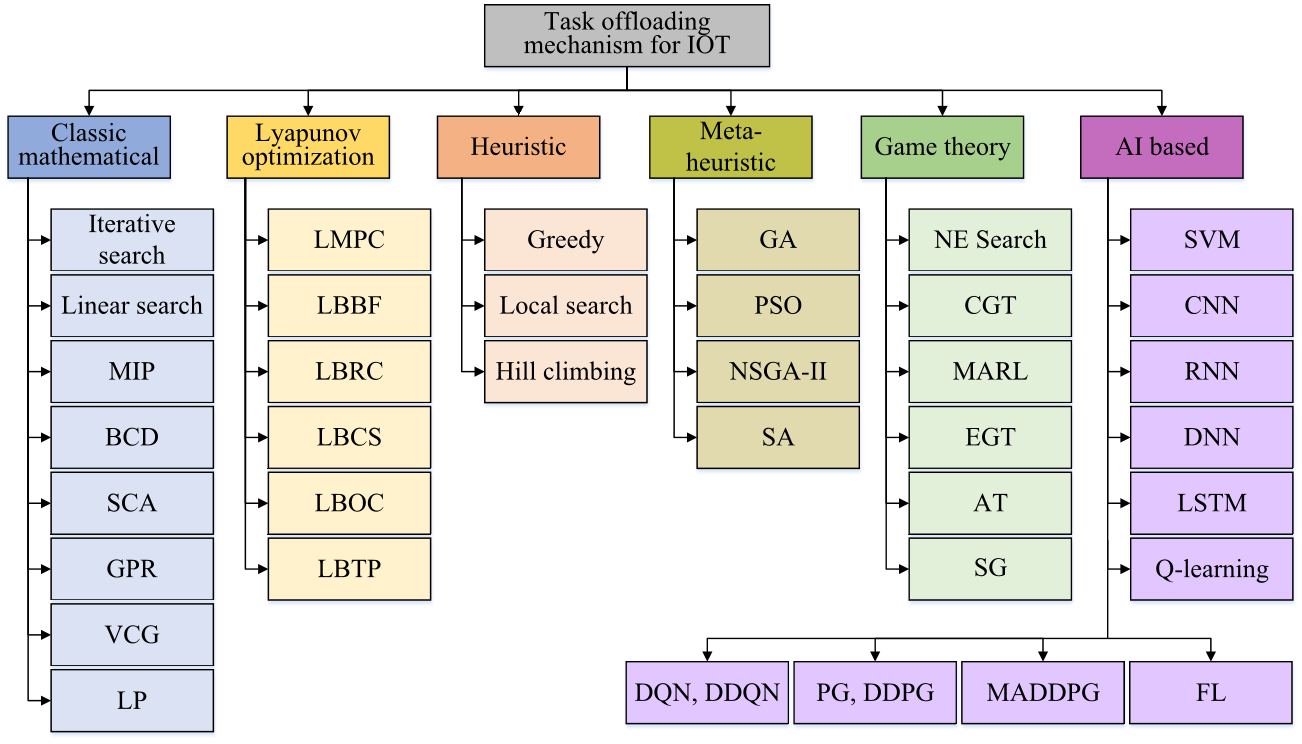 Task offloading
mechanism for IOT
Classic
mathematical
Lyapunov
optimization
Heuristic
Meta-
heuristic
Game theory
AI based
Iterative
search
Linear search
MIP
BCD
SCA
GPR
VCG
LP
LMPC
LBBF
LBRC
LBCS
LBOC
LBTP
Greedy
Local search
Hill climbing
GA
PSO
NSGA-II
SA
NE Search
CGT
MARL
EGT
AT
SG
SVM
CNN
RNN
DNN
LSTM
Q-learning
DQN, DDQN
PG, DDPG
MADDPG
FL